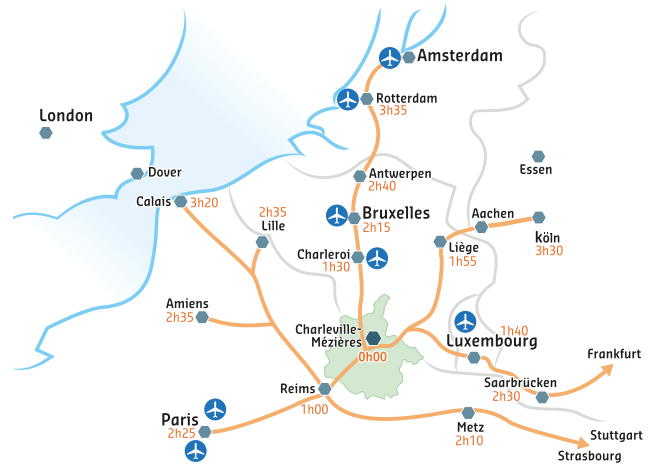 Amsterdam
Rotterdam
3h35
London
Dover
Calais 3h20
Antwerpen
2h40
Essen
Bruxelles
2h15
Aachen
köln
3h30
2h35
Lille
Charleroi
1h30
Liège
1h55
Amiens
2h35
Charleville-
Mézières
0h00
1h40
Luxembourg
Frankfurt
Saarbrücken
2h30
Reims
1h00
Paris
2h25
Metz
2h10
Stuttgart
Strasbourg